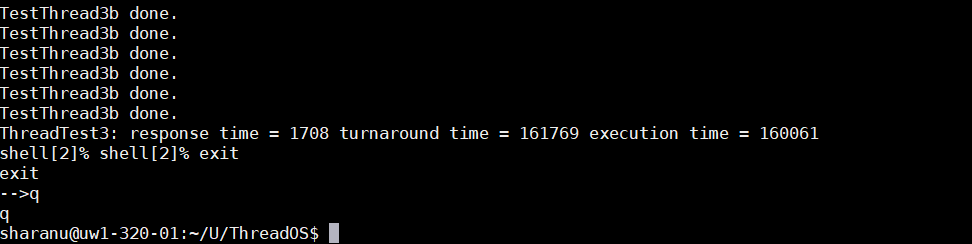 TestThread3b done.
TestThread3b done.
TestThread3b done.
TestThread3b done.
TestThread3b done.
TestThread3b done.
ThreadTest3: response time = 1708 turnaround time = 161769 execution time = 160061
shell[2]% shell[2]% exit
exit
-->q
q
sharanu@uw1-320-01:~/U/ThreadOS$